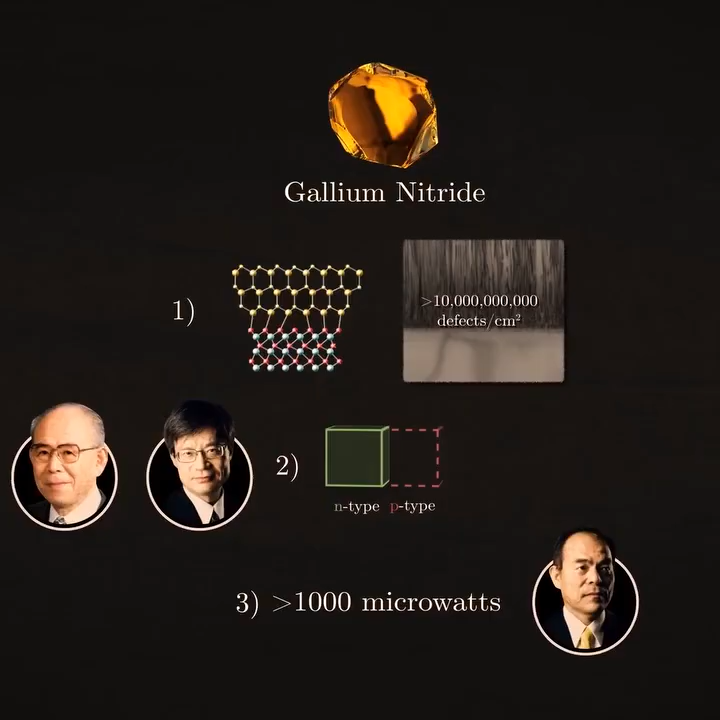 Gallium Nitride
1)
>10,000,000,000
defects/cm²
2)
n-type p-type
3) >1000 microwatts